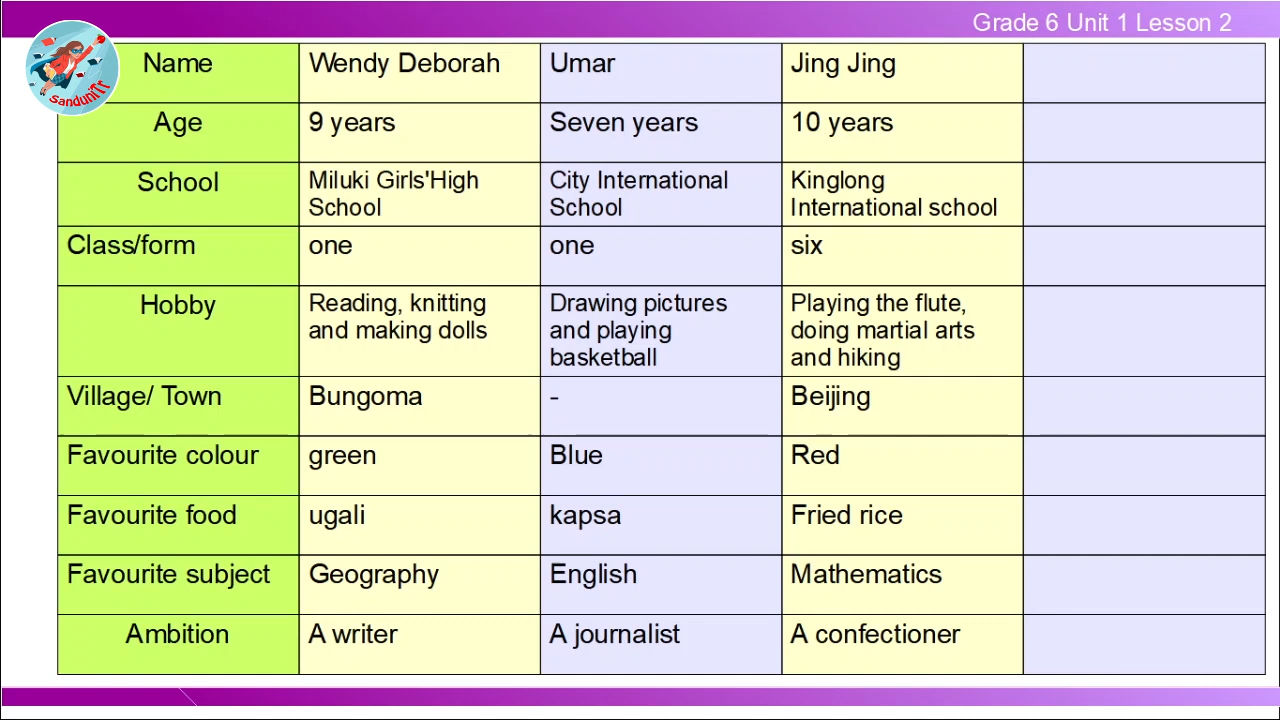 Grade 6 Unit 1 Lesson 2
SanduniTr
Name Wendy Deborah Umar Jing Jing
Age 9 years Seven years 10 years
School Miluki Girls'High School City International School Kinglong International school
Class/form one one six
Hobby Reading, knitting and making dolls Drawing pictures and playing basketball Playing the flute, doing martial arts and hiking
Village/ Town Bungoma - Beijing
Favourite colour green Blue Red
Favourite food ugali kapsa Fried rice
Favourite subject Geography English Mathematics
Ambition A writer A journalist A confectioner